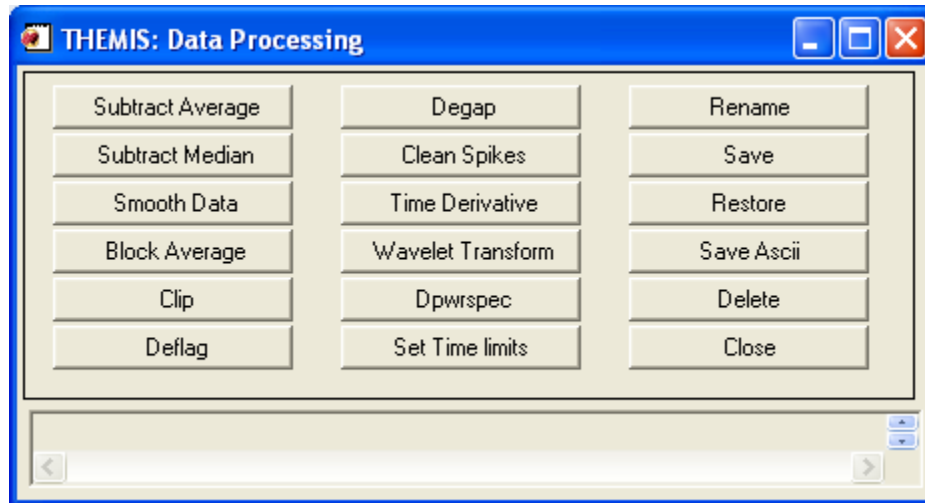 THEMIS: Data Processing
Subtract Average
Degap
Rename
Subtract Median
Clean Spikes
Save
Smooth Data
Time Derivative
Restore
Block Average
Wavelet Transform
Save Ascii
Clip
Dpwrspec
Delete
Deflag
Set Time limits
Close